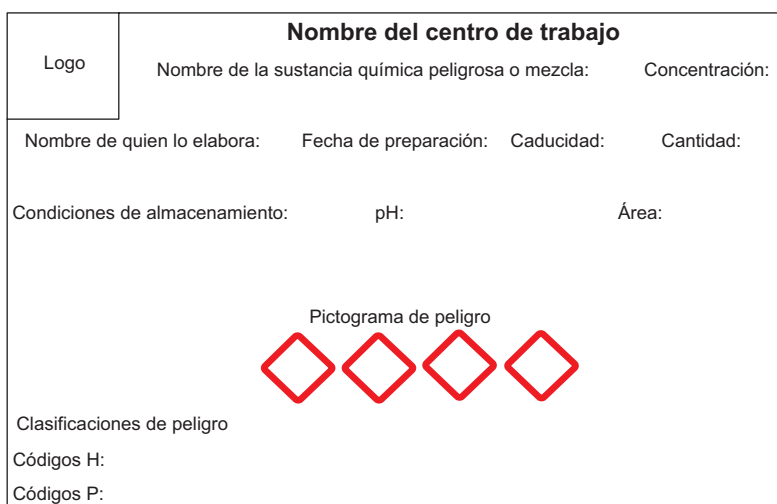 Nombre del centro de trabajo
Logo
Nombre de la sustancia química peligrosa o mezcla: Concentración:
Nombre de quien lo elabora: Fecha de preparación: Caducidad: Cantidad:
Condiciones de almacenamiento: pH: Área:
Pictograma de peligro
Clasificaciones de peligro
Códigos H:
Códigos P: